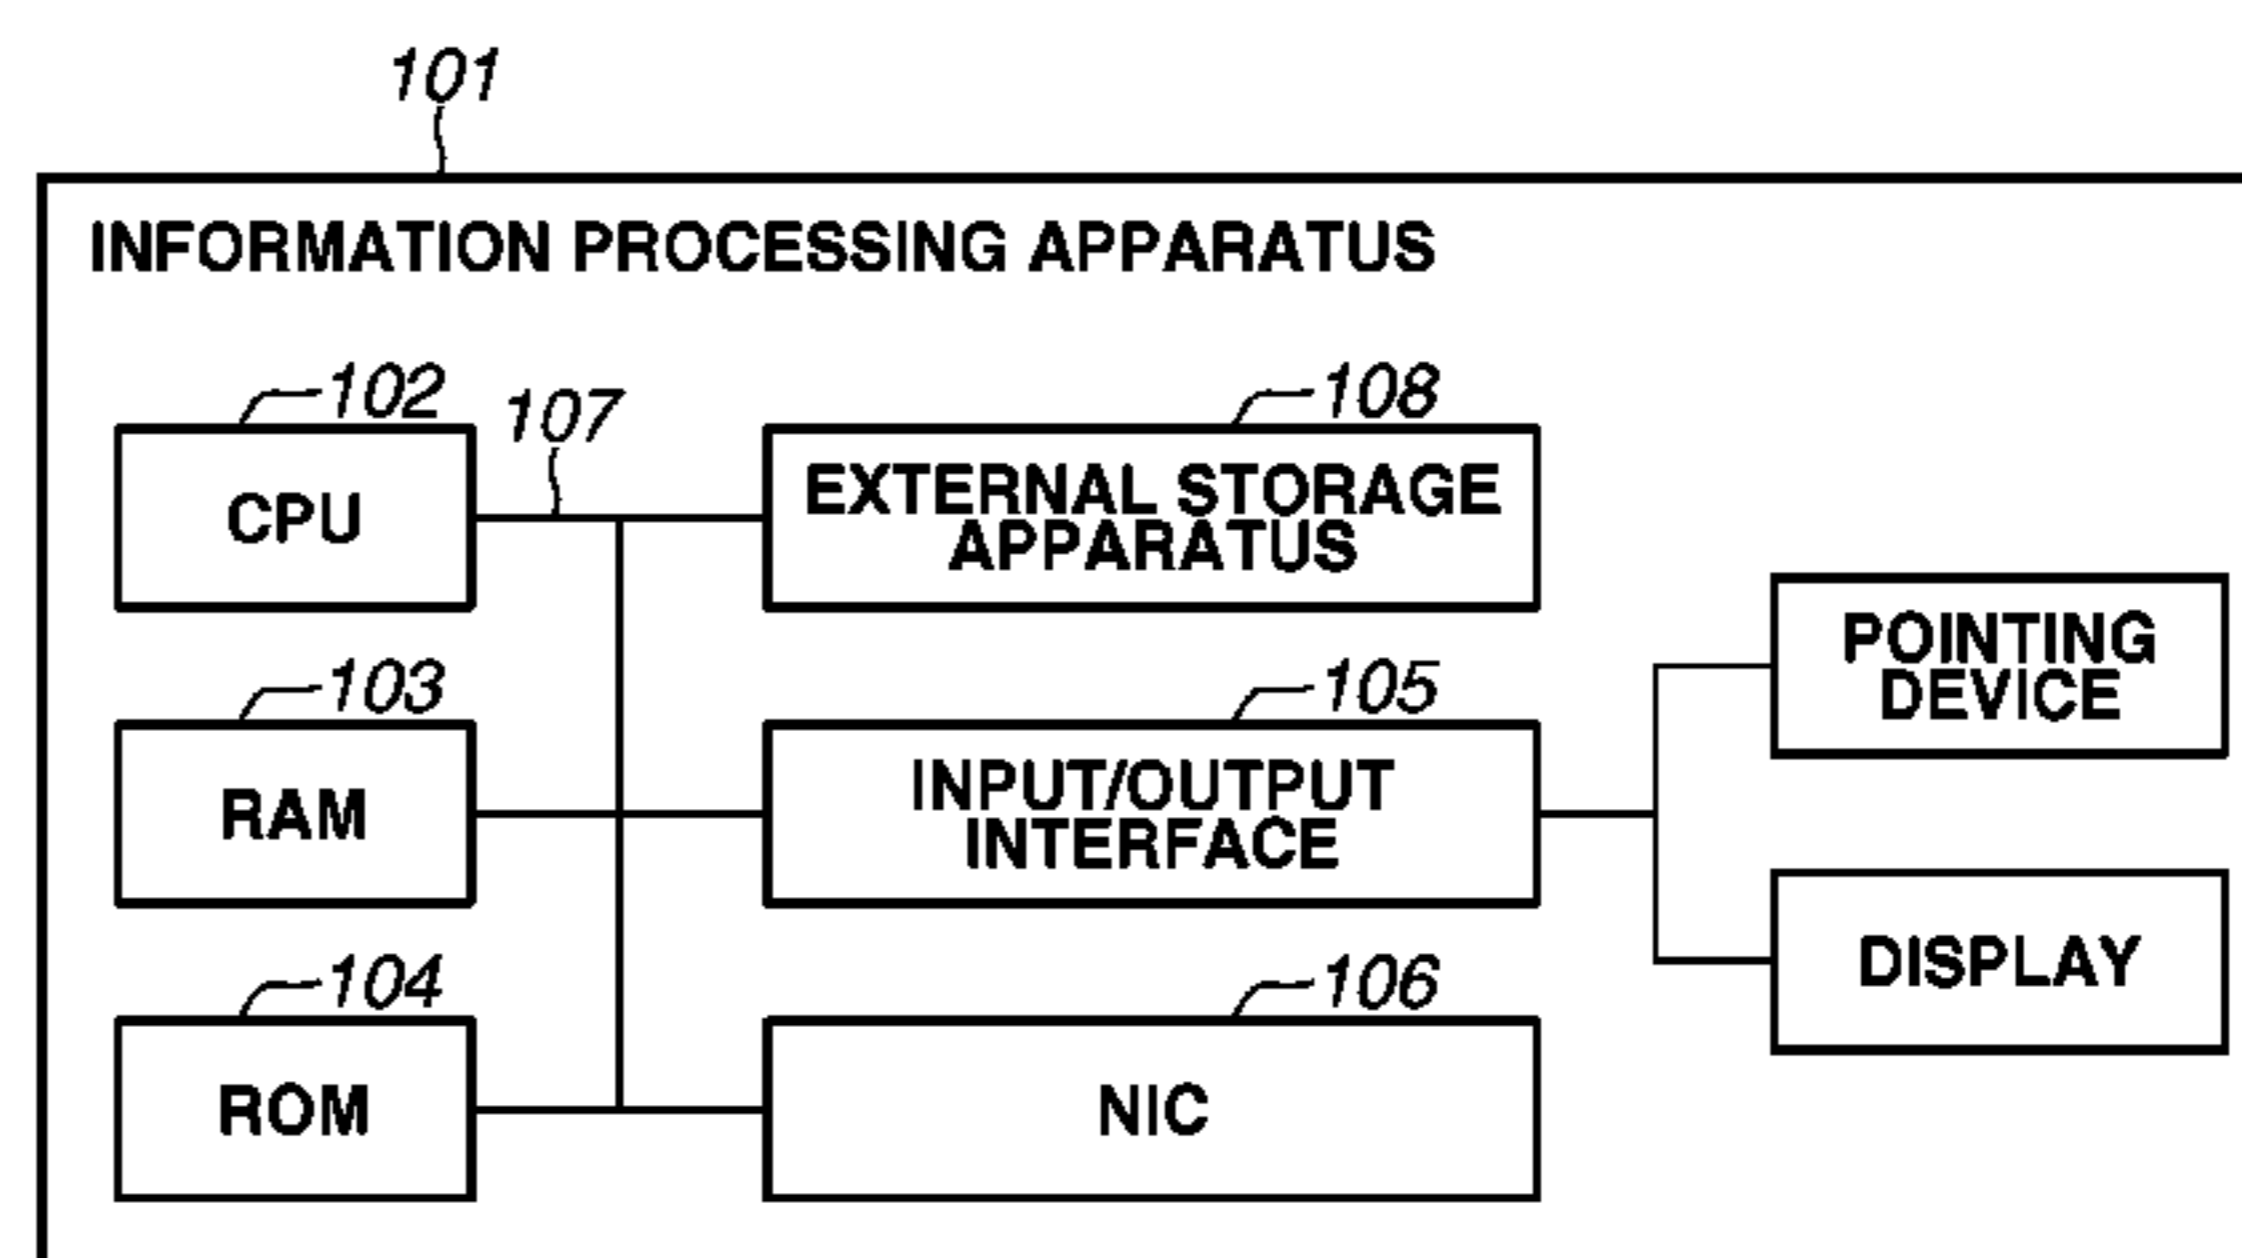 101
INFORMATION PROCESSING APPARATUS
102
107
108
CPU
EXTERNAL STORAGE
APPARATUS
POINTING
DEVICE
103
105
RAM
INPUT/OUTPUT
INTERFACE
DISPLAY
104
106
ROM
NIC